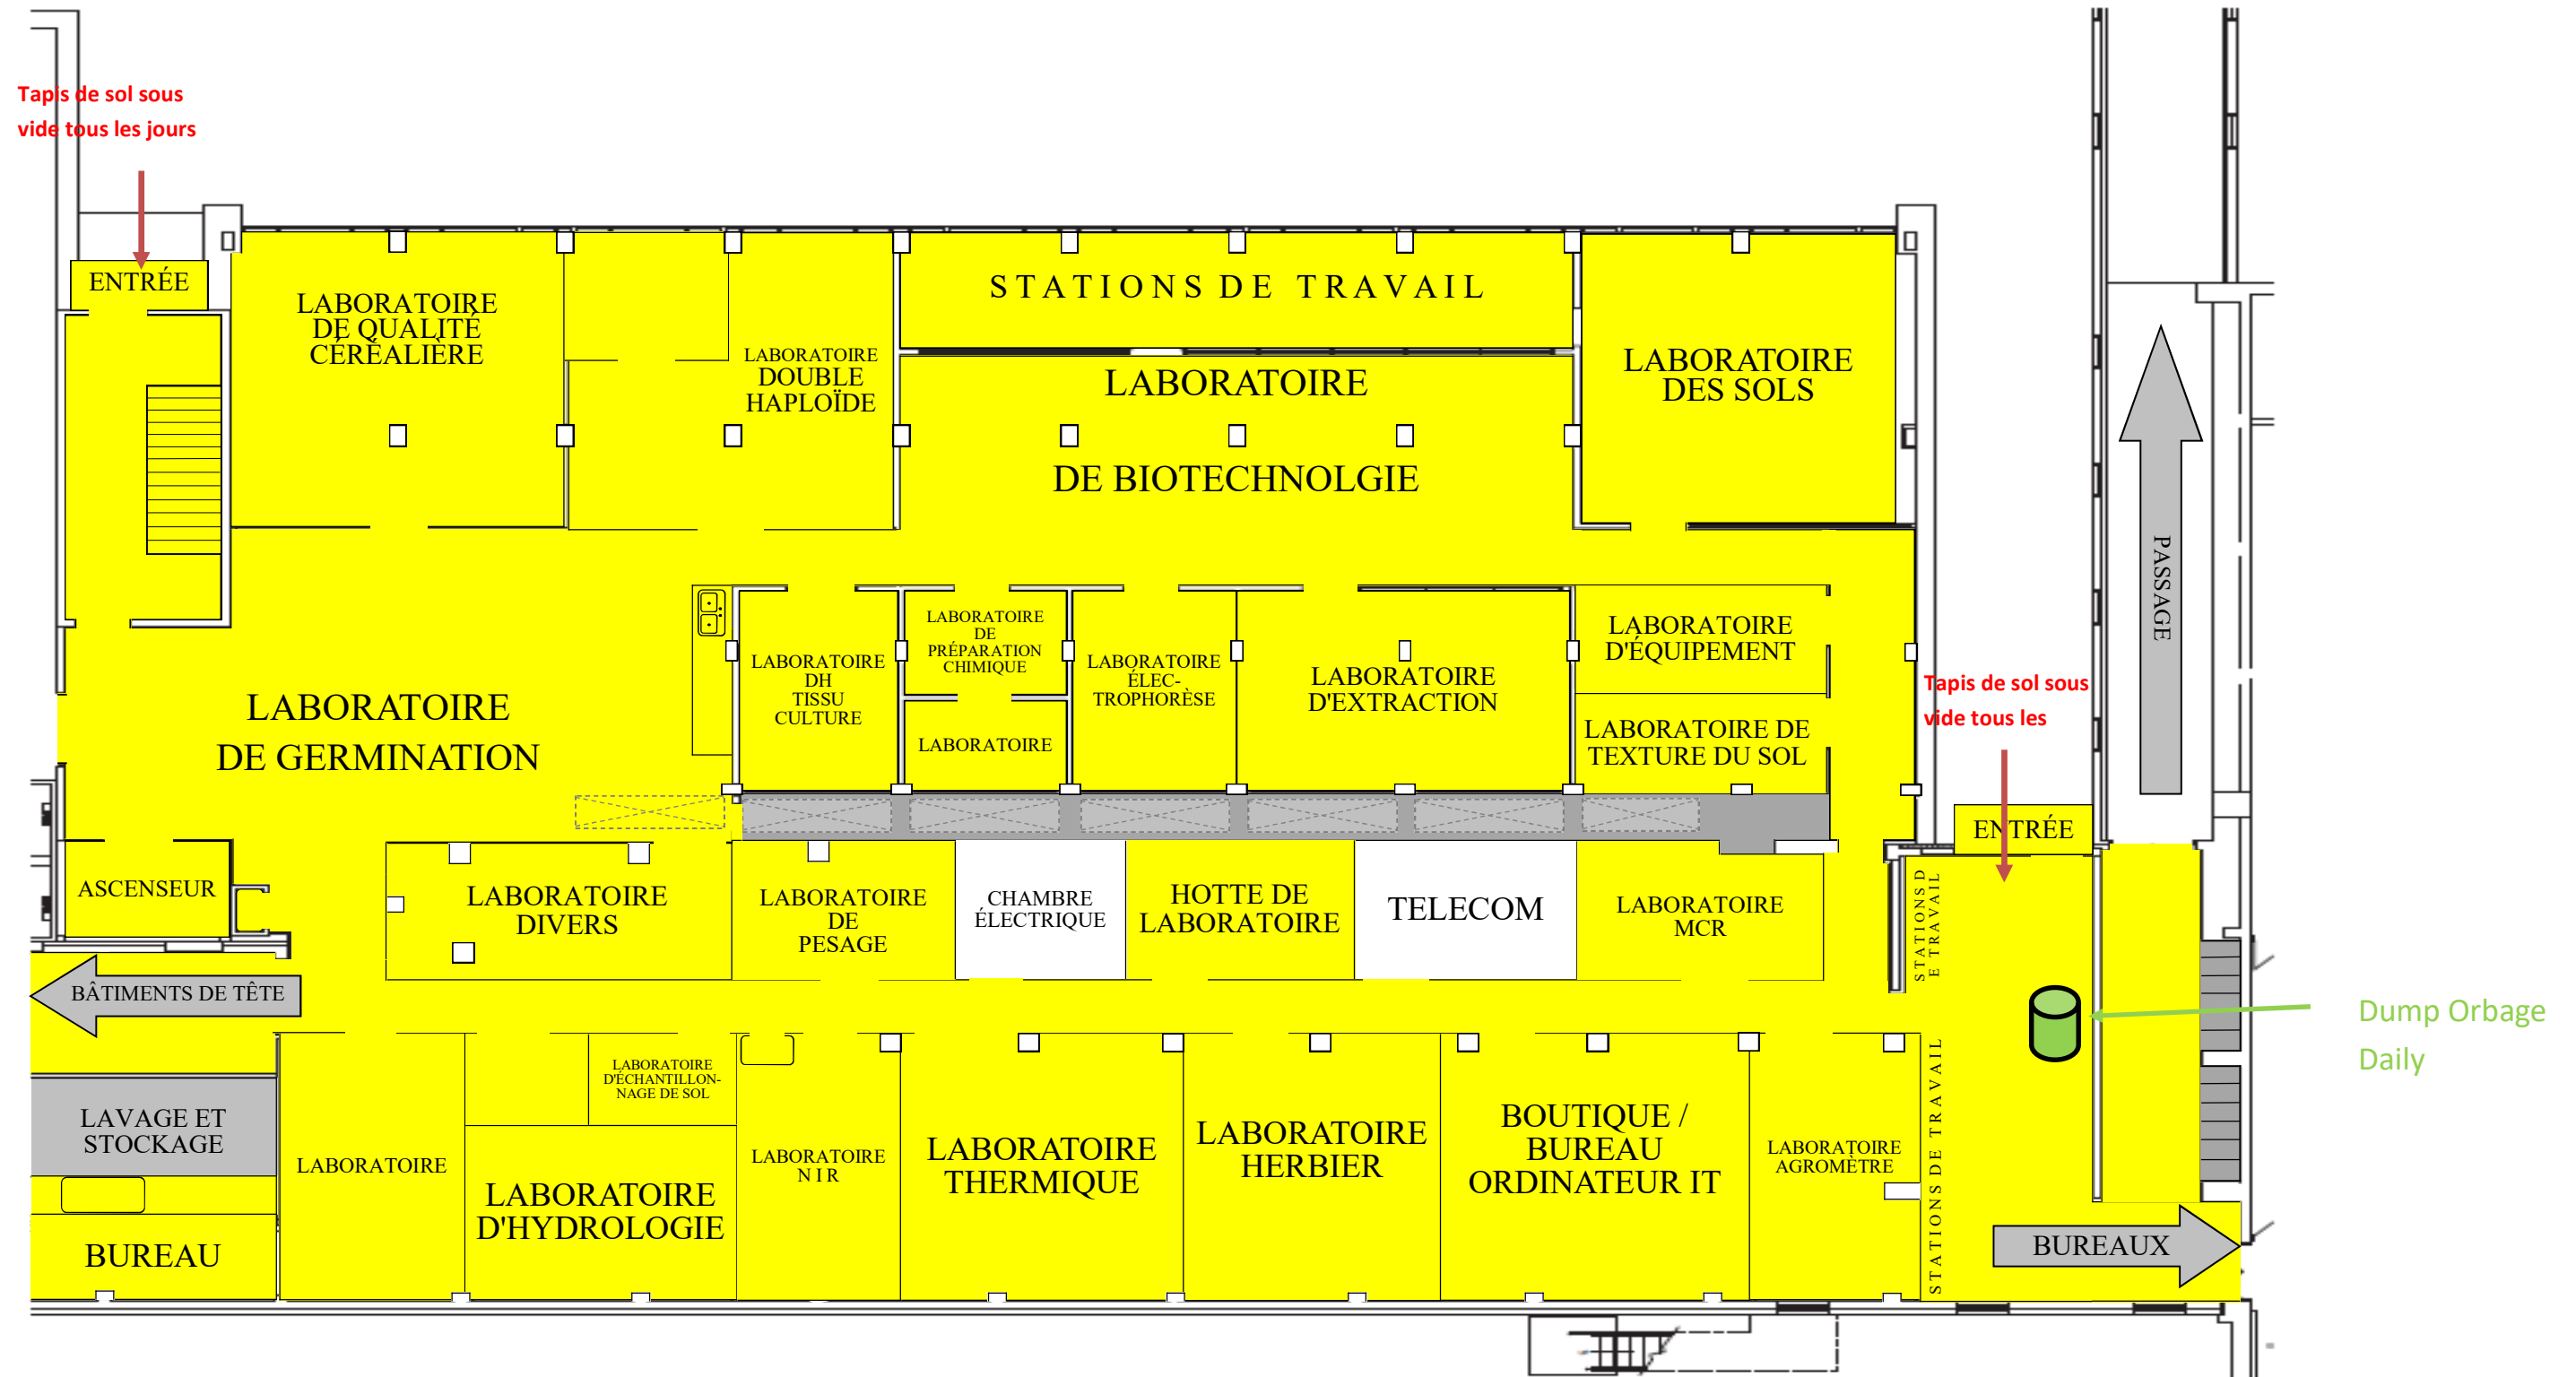 Tapis de sol sous
vide tous les jours
ENTRÉE
LABORATOIRE
DE QUALITÉ
CÉRÉALIÈRE
LABORATOIRE
DOUBLE
HAPLOÏDE
STATIONS DE TRAVAIL
LABORATOIRE
DE BIOTECHNOLGIE
LABORATOIRE
DES SOLS
PASSAGE
LABORATOIRE
DE GERMINATION
LABORATOIRE
DH
TISSU
CULTURE
LABORATOIRE
DE
PRÉPARATION
CHIMIQUE
LABORATOIRE
LABORATOIRE
ÉLEC-
TROPHORÈSE
LABORATOIRE
D'EXTRACTION
LABORATOIRE
D'ÉQUIPEMENT
LABORATOIRE DE
TEXTURE DU SOL
Tapis de sol sous
vide tous les
ENTRÉE
ASCENSEUR
LABORATOIRE
DIVERS
LABORATOIRE
DE
PESAGE
CHAMBRE
ÉLECTRIQUE
HOTTE DE
LABORATOIRE
TELECOM
LABORATOIRE
MCR
STATIONS D
E TRAVAIL
BÂTIMENTS DE TÊTE
Dump Orbage
Daily
LAVAGE ET
STOCKAGE
BUREAU
LABORATOIRE
LABORATOIRE
D'ÉCHANTILLON-
NAGE DE SOL
LABORATOIRE
D'HYDROLOGIE
LABORATOIRE
NIR
LABORATOIRE
THERMIQUE
LABORATOIRE
HERBIER
BOUTIQUE /
BUREAU
ORDINATEUR IT
LABORATOIRE
AGROMÈTRE
STATIONS DE TRAVAIL
BUREAUX